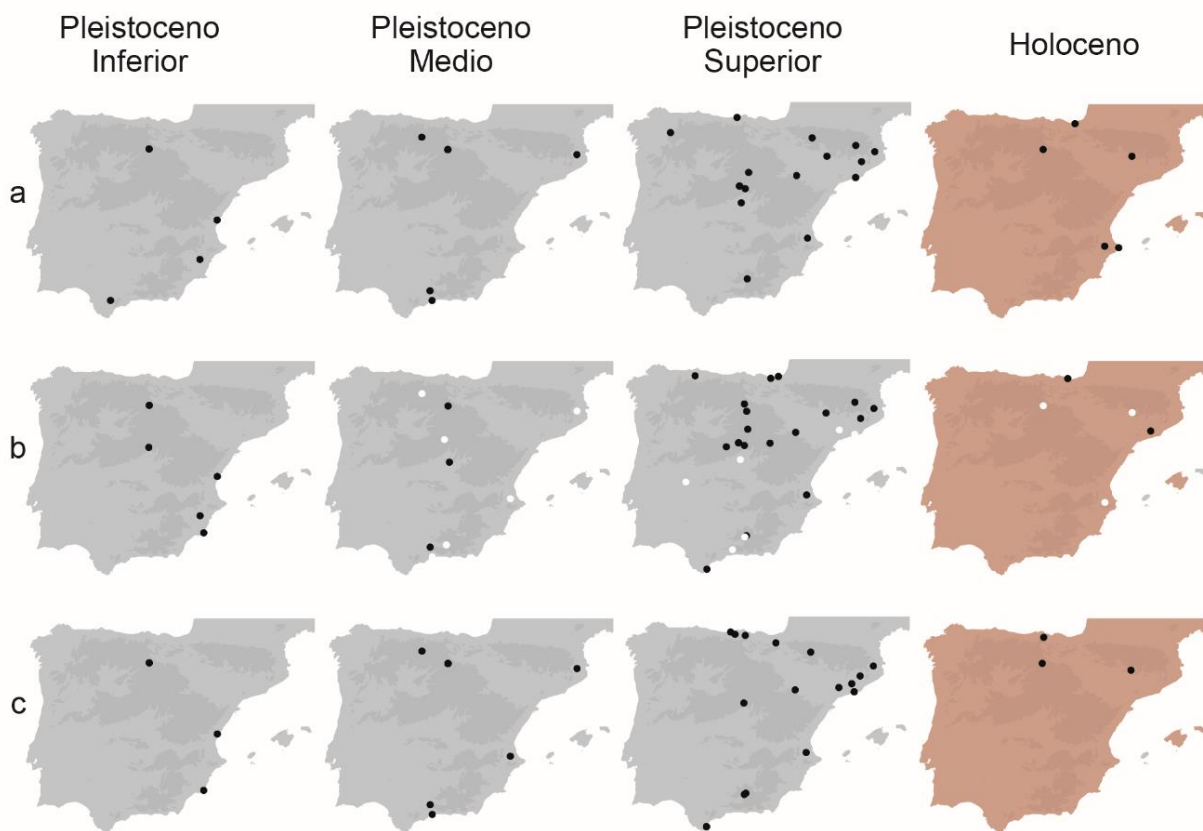 Pleistoceno
Inferior
Pleistoceno
Medio
Pleistoceno
Superior
Holoceno
a
b
c